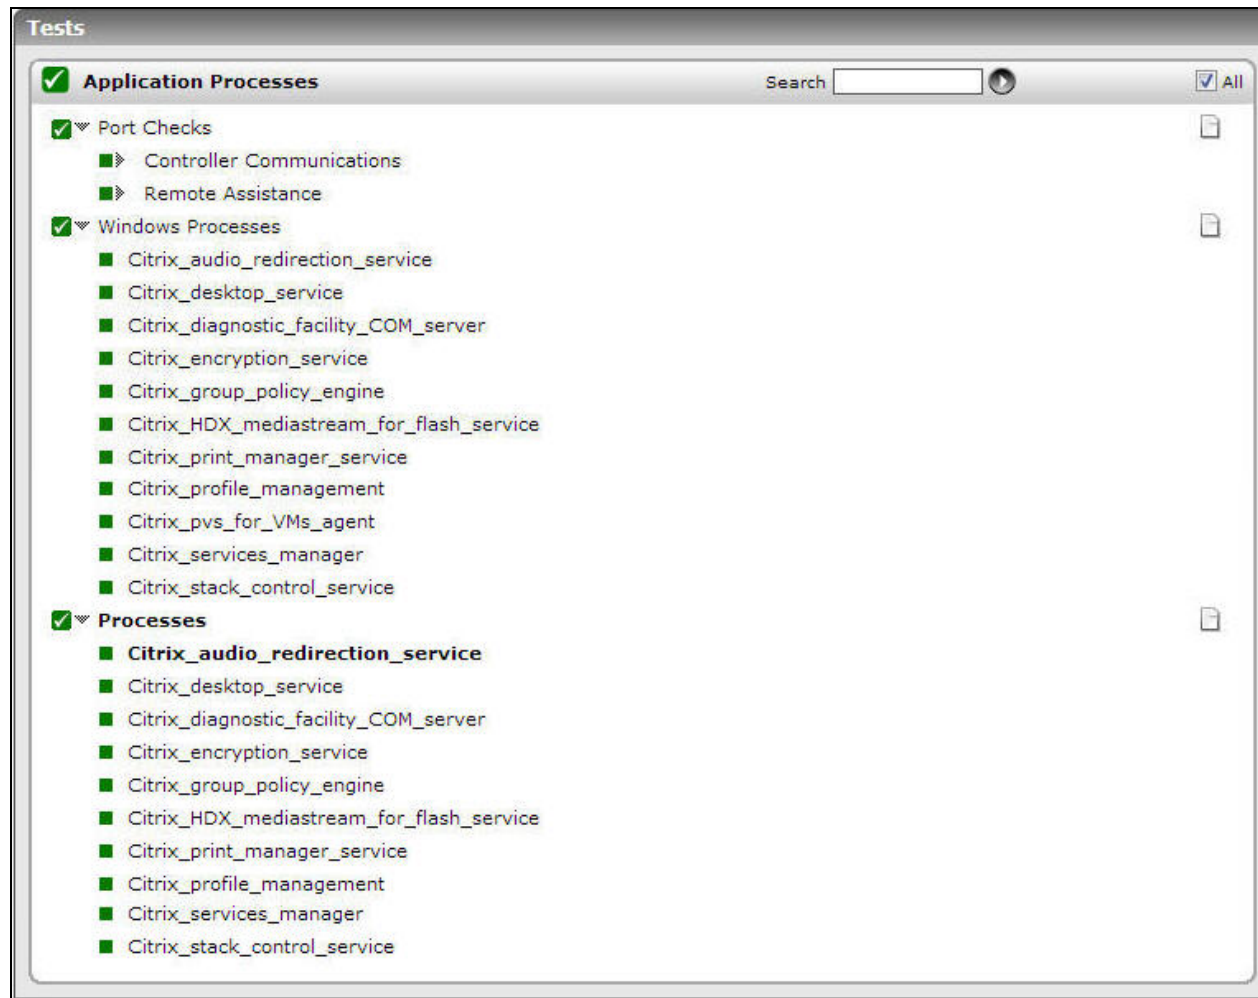 Tests
Application Processes Search All
Port Checks
Controller Communications
Remote Assistance
Windows Processes
Citrix_audio_redirection_service
Citrix_desktop_service
Citrix_diagnostic_facility_COM_server
Citrix_encryption_service
Citrix_group_policy_engine
Citrix_HDX_mediastream_for_flash_service
Citrix_print_manager_service
Citrix_profile_management
Citrix_pvs_for_VMs_agent
Citrix_services_manager
Citrix_stack_control_service
Processes
Citrix_audio_redirection_service
Citrix_desktop_service
Citrix_diagnostic_facility_COM_server
Citrix_encryption_service
Citrix_group_policy_engine
Citrix_HDX_mediastream_for_flash_service
Citrix_print_manager_service
Citrix_profile_management
Citrix_services_manager
Citrix_stack_control_service